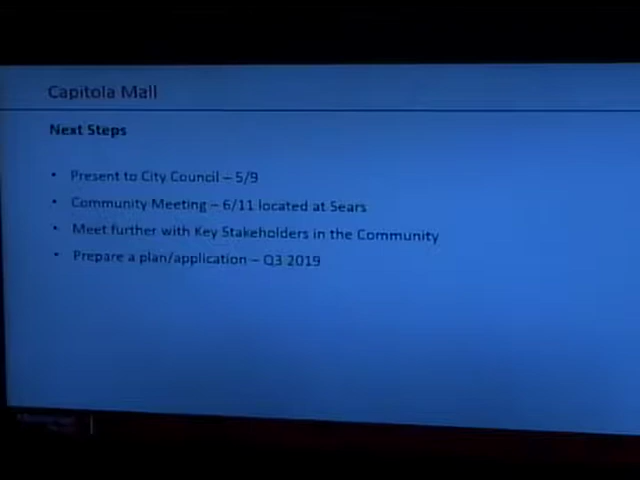 Capitola Mall
Next Steps
• Present to City Council – 5/9
• Community Meeting – 6/11 located at Sears
• Meet further with Key Stakeholders in the Community
• Prepare a plan/application – Q3 2019